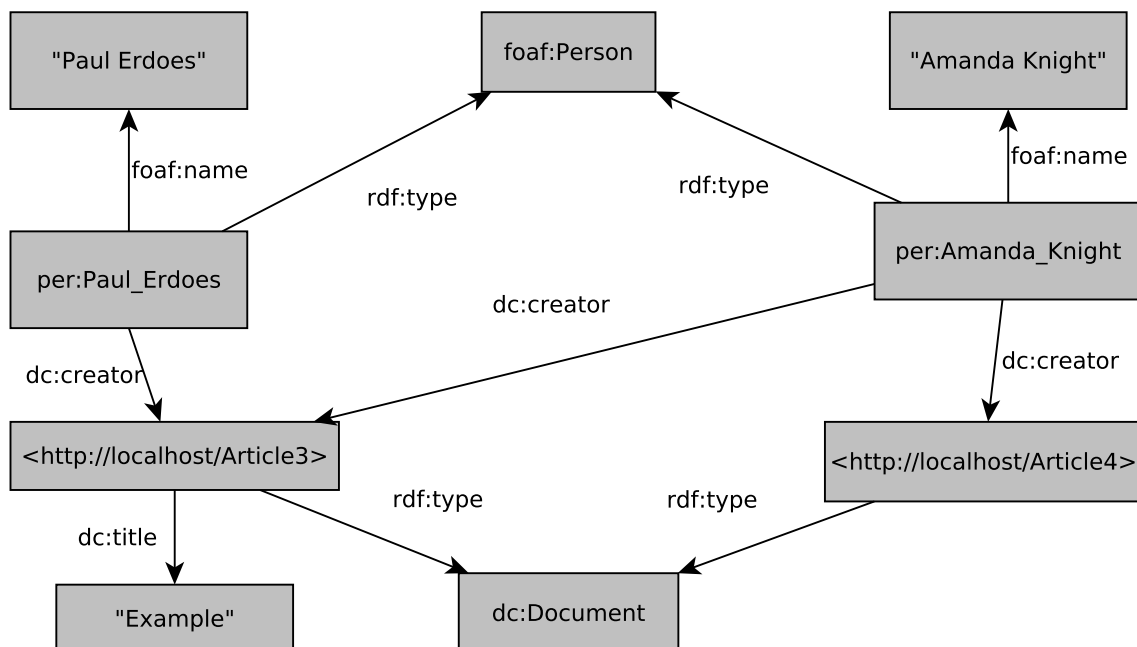 "Paul Erdoes"
foaf:Person
"Amanda Knight"
foaf:name
rdf:type
rdf:type
foaf:name
per:Paul_Erdoes
per:Amanda_Knight
dc:creator
dc:creator
dc:creator
<http://localhost/Article3>
<http://localhost/Article4>
dc:title
rdf:type
rdf:type
"Example"
dc:Document